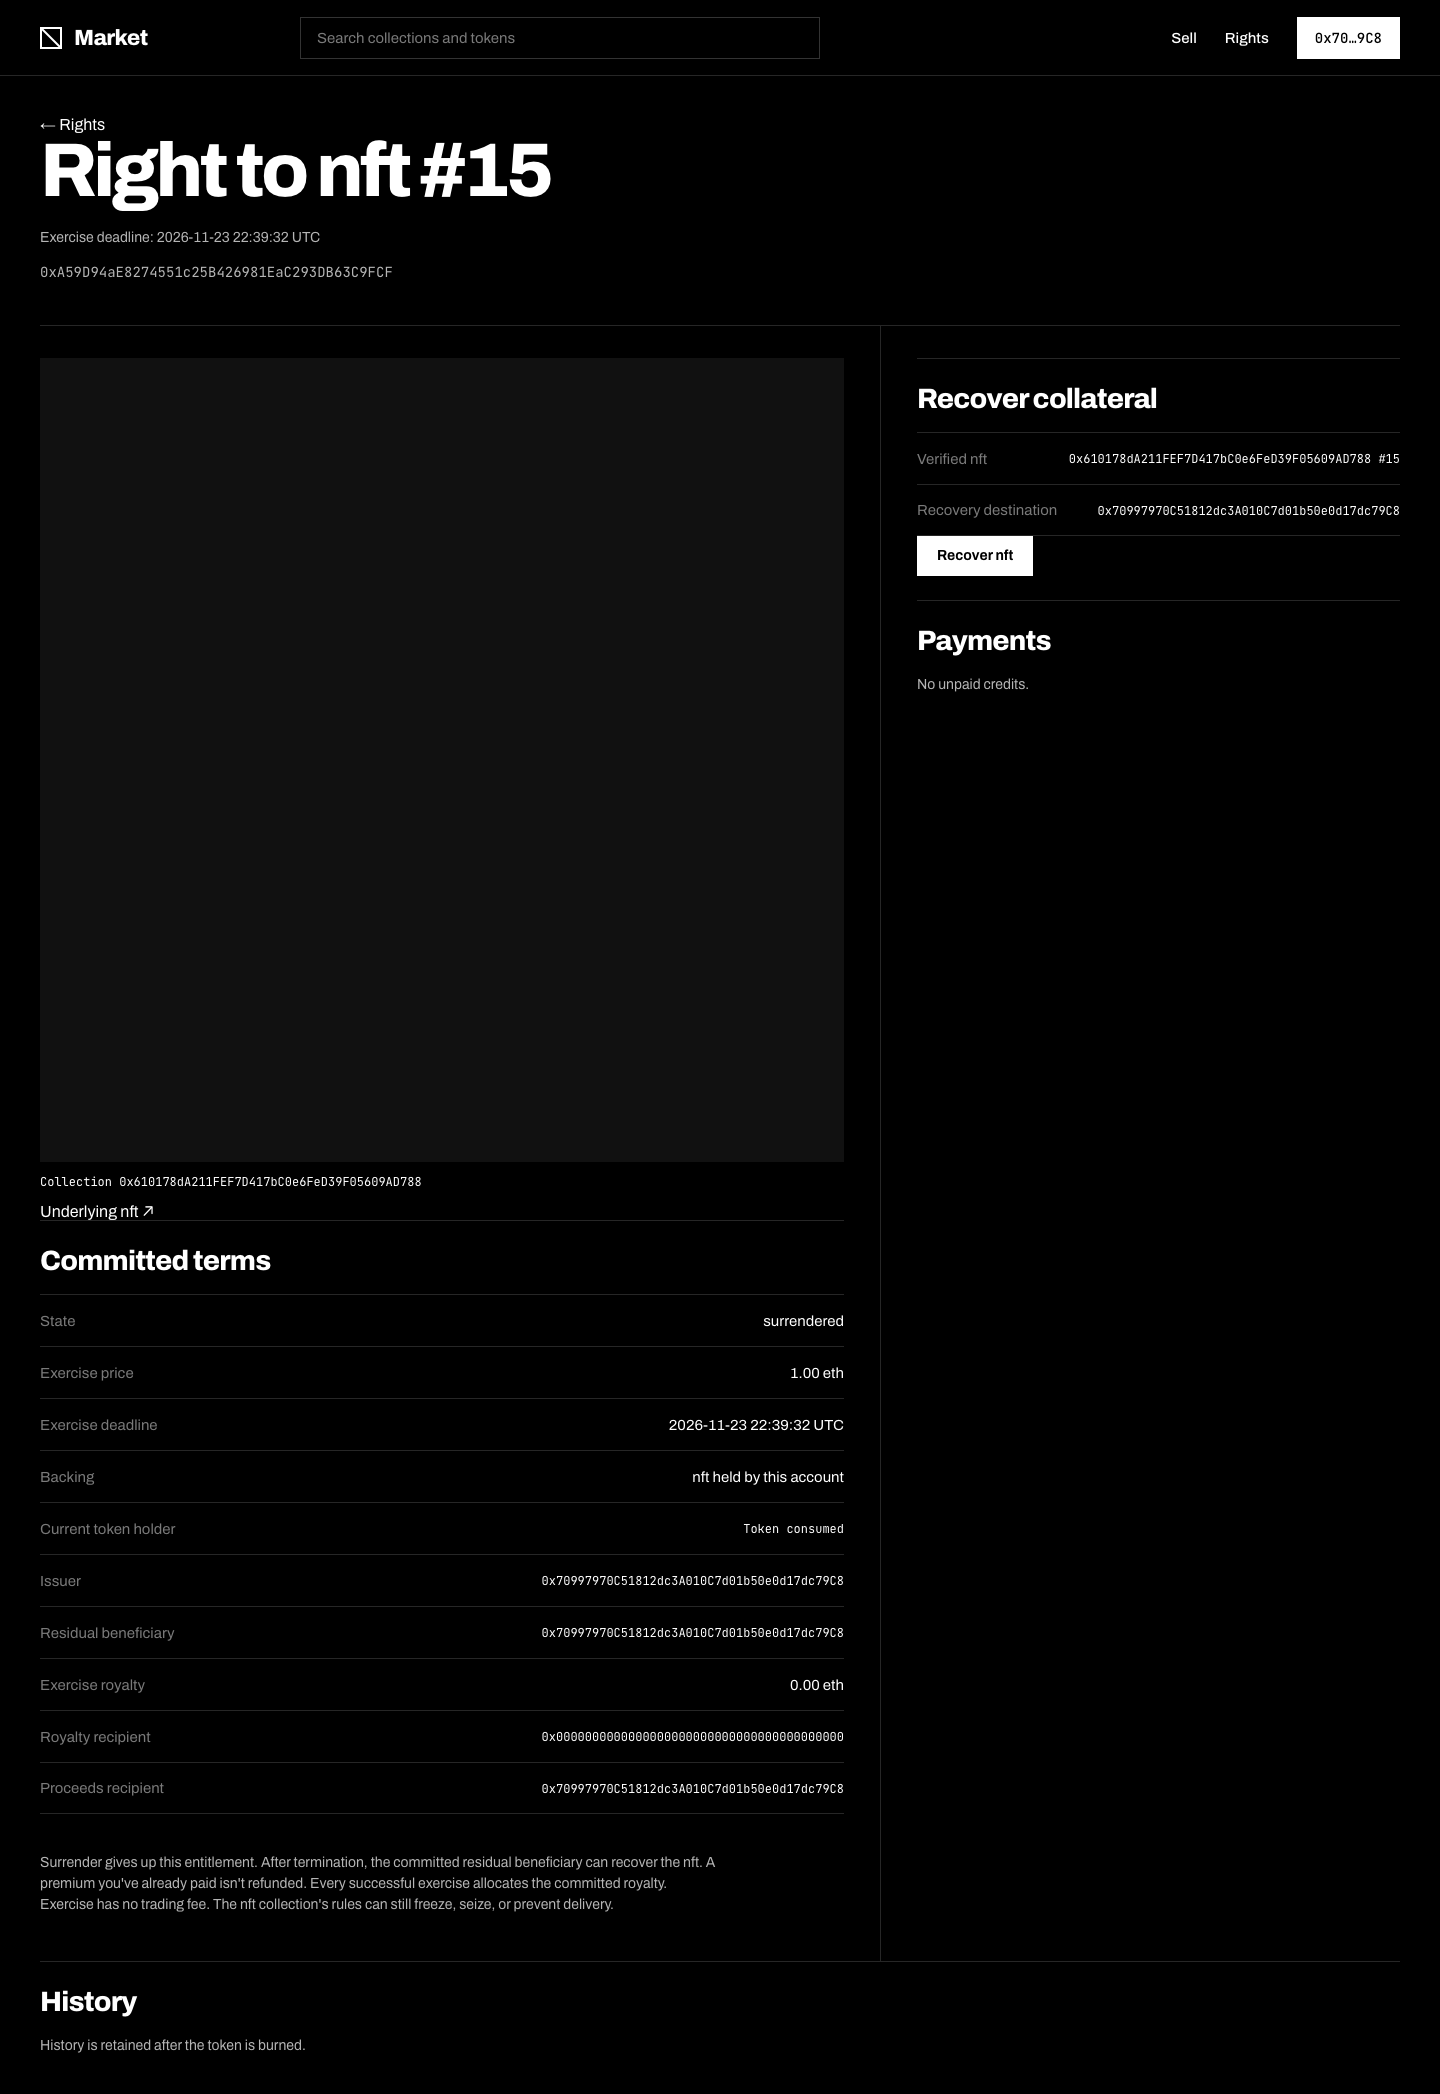 Market
Search collections and tokens
Sell
Rights
0x70…9C8
← Rights
Right to nft #15
Exercise deadline: 2026-11-23 22:39:32 UTC
0xA59D94aE8274551c25B426981EaC293DB63C9FCF
Recover collateral
Verified nft 0x610178dA211FEF7D417bC0e6FeD39F05609AD788 #15
Recovery destination 0x70997970C51812dc3A010C7d01b50e0d17dc79C8
Recover nft
Payments
No unpaid credits.
Collection 0x610178dA211FEF7D417bC0e6FeD39F05609AD788
Underlying nft ↗
Committed terms
State surrendered
Exercise price 1.00 eth
Exercise deadline 2026-11-23 22:39:32 UTC
Backing nft held by this account
Current token holder Token consumed
Issuer 0x70997970C51812dc3A010C7d01b50e0d17dc79C8
Residual beneficiary 0x70997970C51812dc3A010C7d01b50e0d17dc79C8
Exercise royalty 0.00 eth
Royalty recipient 0x0000000000000000000000000000000000000000
Proceeds recipient 0x70997970C51812dc3A010C7d01b50e0d17dc79C8
Surrender gives up this entitlement. After termination, the committed residual beneficiary can recover the nft. A
premium you've already paid isn't refunded. Every successful exercise allocates the committed royalty.
Exercise has no trading fee. The nft collection's rules can still freeze, seize, or prevent delivery.
History
History is retained after the token is burned.